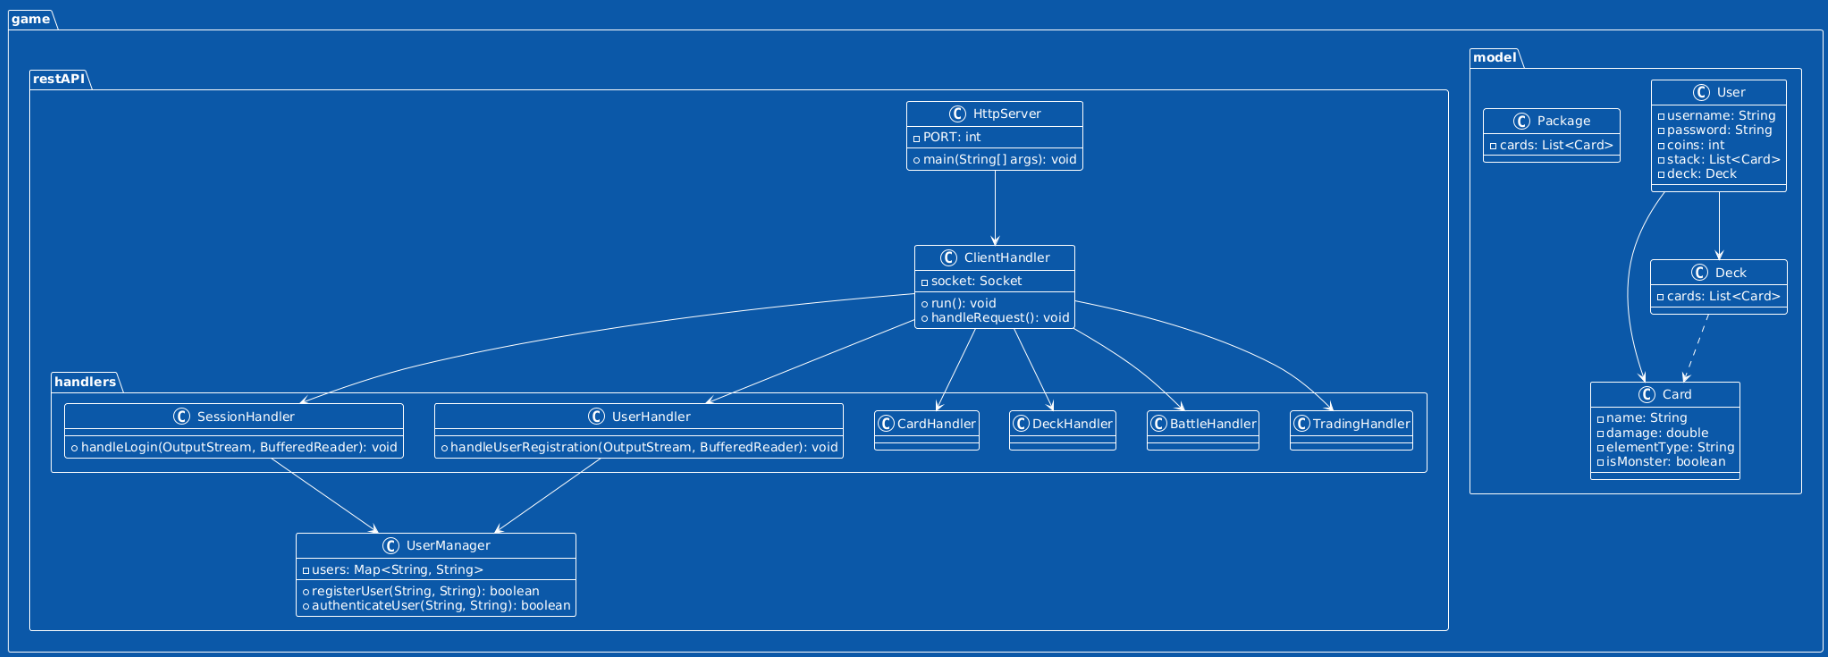 game
restAPI
C HttpServer
PORT: int
main(String[] args): void
C ClientHandler
socket: Socket
run(): void
handleRequest(): void
handlers
C SessionHandler
handleLogin(OutputStream, BufferedReader): void
C UserHandler
handleUserRegistration(OutputStream, BufferedReader): void
C CardHandler
C DeckHandler
C BattleHandler
C TradingHandler
C UserManager
users: Map<String, String>
registerUser(String, String): boolean
authenticateUser(String, String): boolean
model
C Package
cards: List<Card>
C User
username: String
password: String
coins: int
stack: List<Card>
deck: Deck
C Deck
cards: List<Card>
C Card
name: String
damage: double
elementType: String
isMonster: boolean